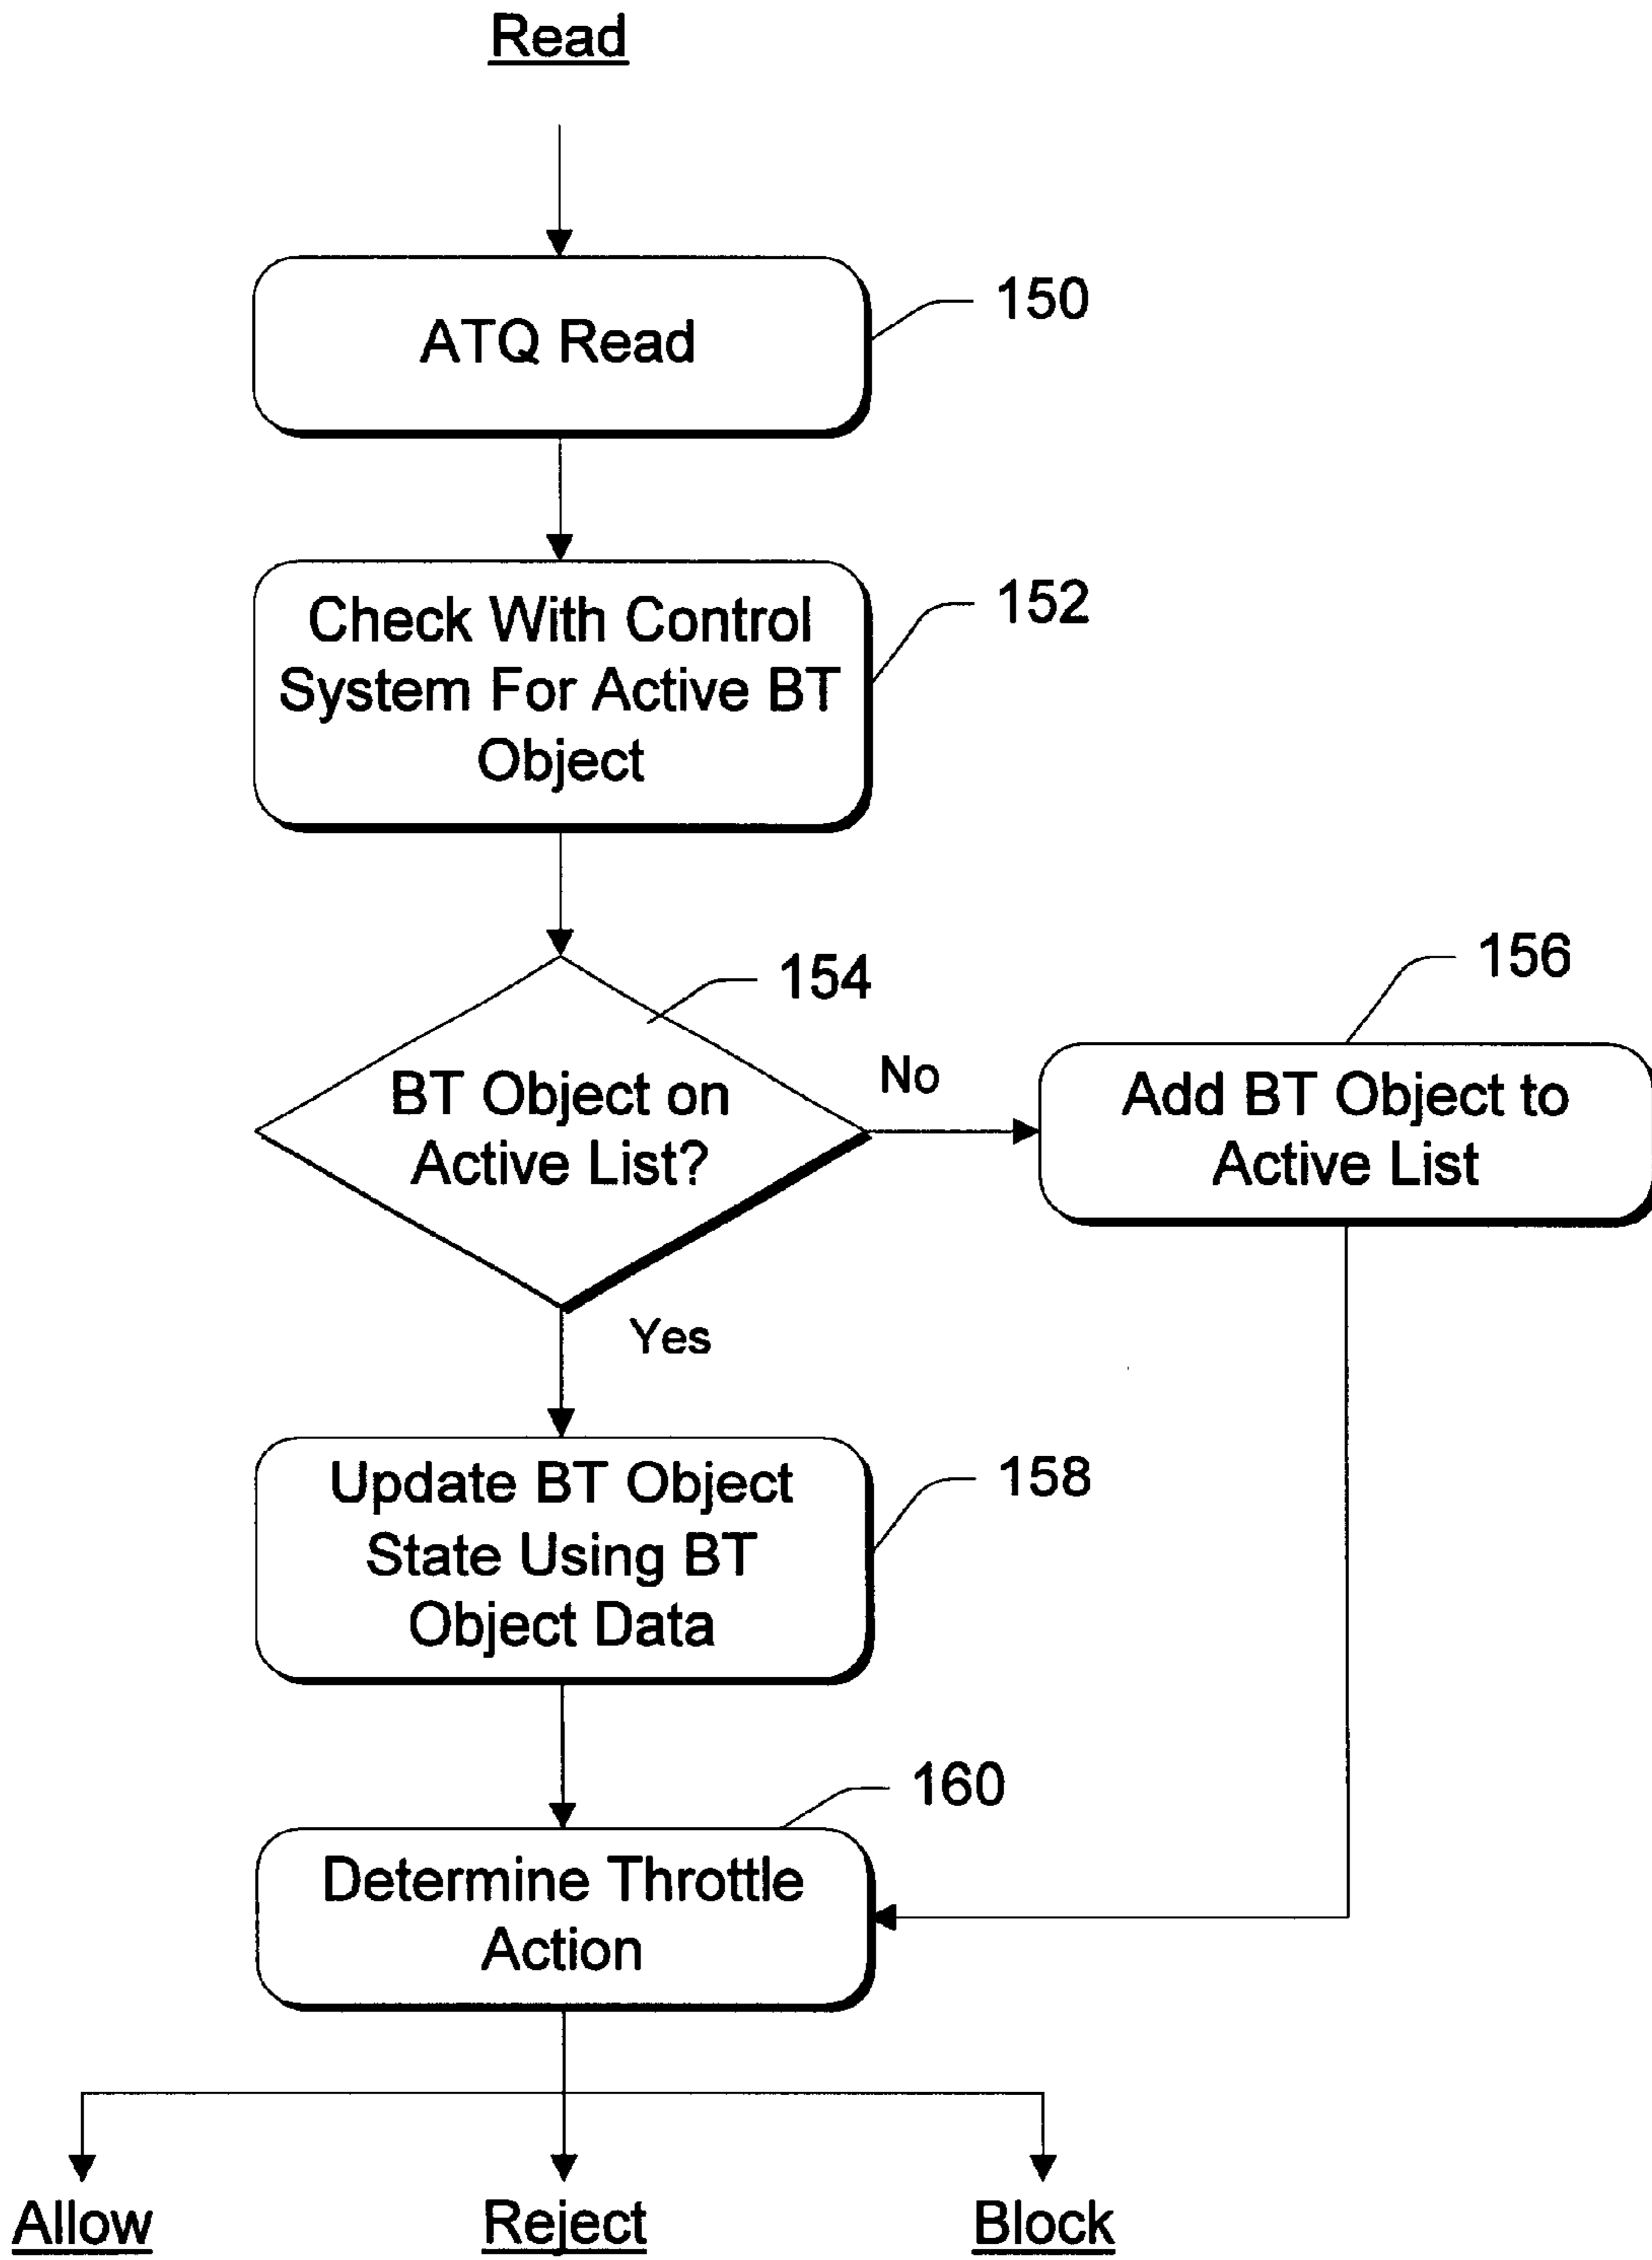 Read
150
ATQ Read
152
Check With Control
System For Active BT
Object
154
156
BT Object on
Active List?
No
Add BT Object to
Active List
Yes
158
Update BT Object
State Using BT
Object Data
160
Determine Throttle
Action
Allow
Reject
Block